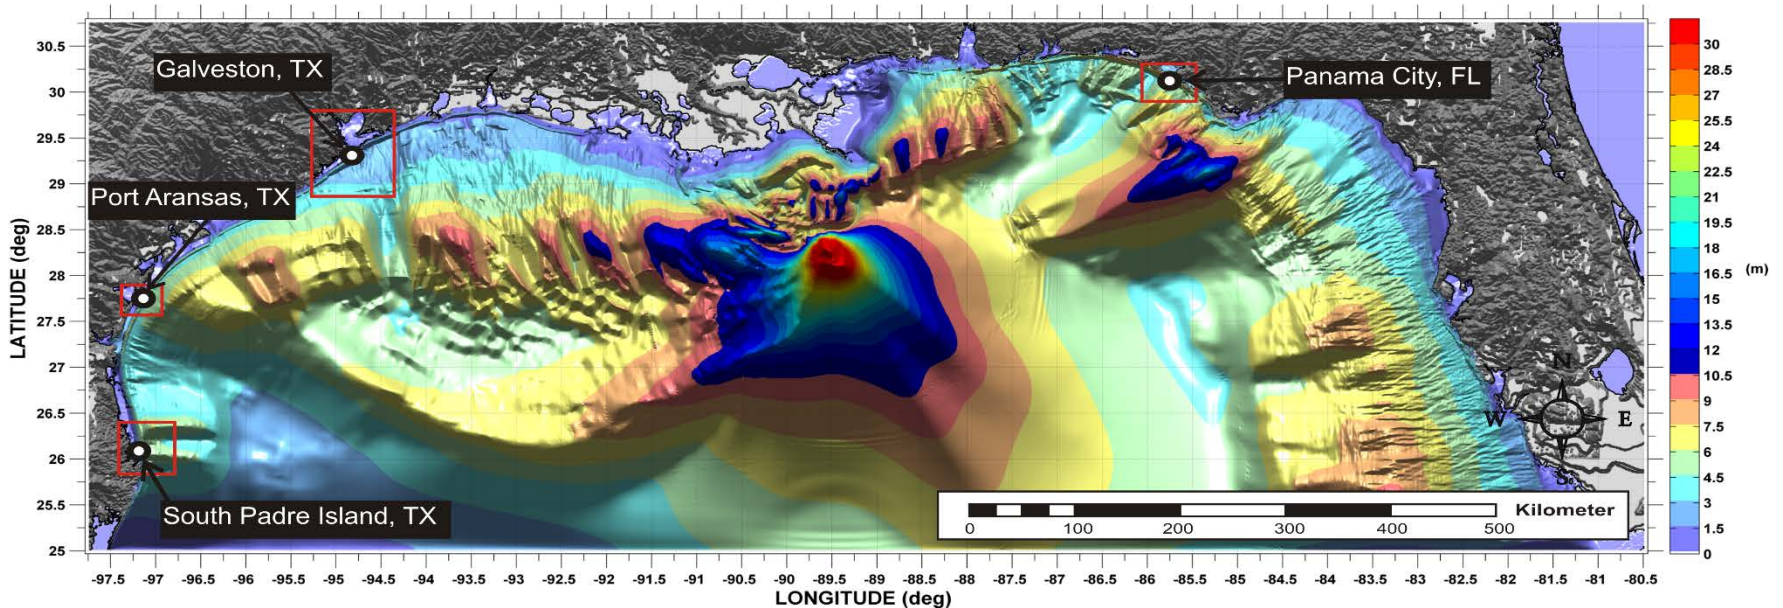 30.5
30
29.5
29
28.5
28
27.5
27
26.5
26
25.5
25
LATITUDE (deg)
Galveston, TX
Panama City, FL
Port Aransas, TX
South Padre Island, TX
N
W E
S
0 100 200 300 400 500
Kilometer
-97.5 -97 -96.5 -96 -95.5 -95 -94.5 -94 -93.5 -93 -92.5 -92 -91.5 -91 -90.5 -90 -89.5 -89 -88.5 -88 -87.5 -87 -86.5 -86 -85.5 -85 -84.5 -84 -83.5 -83 -82.5 -82 -81.5 -81 -80.5
LONGITUDE (deg)
30
28.5
27
25.5
24
22.5
21
19.5
18
16.5
15
13.5
12
10.5
9
7.5
6
4.5
3
1.5
0
(m)